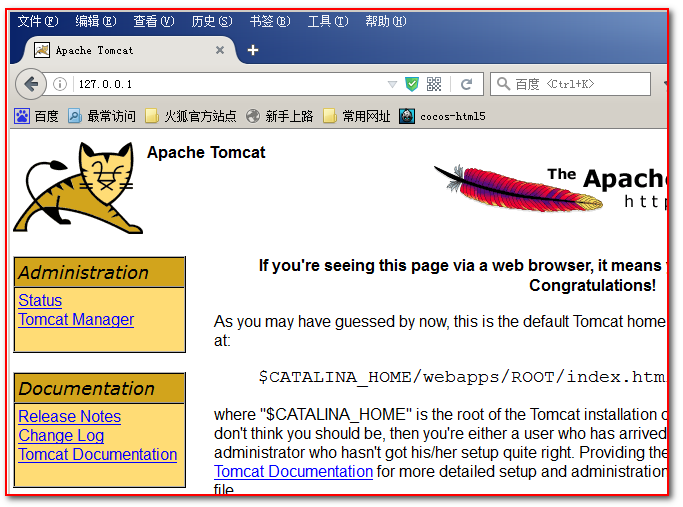 文件(F) 编辑(E) 查看(V) 历史(S) 书签(B) 工具(T) 帮助(H)
Apache Tomcat
127.0.0.1
百度 <Ctrl+K>
百度 最常访问 火狐官方站点 新手上路 常用网址 cocos-html5
Apache Tomcat
The Apache
http
Administration
Status
Tomcat Manager
Documentation
Release Notes
Change Log
Tomcat Documentation
If you're seeing this page via a web browser, it means
Congratulations!
As you may have guessed by now, this is the default Tomcat home
at:
$CATALINA_HOME/webapps/ROOT/index.htm
where "$CATALINA_HOME" is the root of the Tomcat installation
don't think you should be, then you're either a user who has arrived
administrator who hasn't got his/her setup quite right. Providing the
Tomcat Documentation for more detailed setup and administration
file.